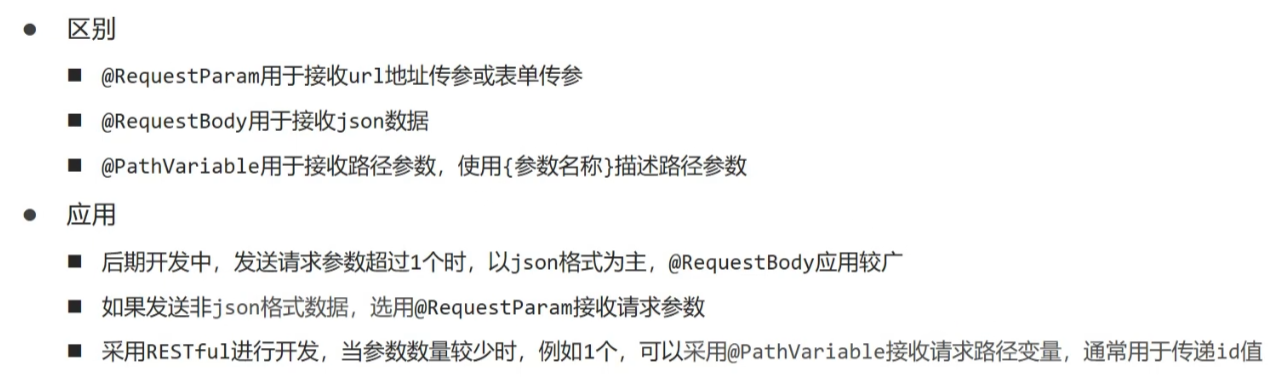 区别
@RequestParam用于接收url地址传参或表单传参
@RequestBody用于接收json数据
@PathVariable用于接收路径参数，使用{参数名称}描述路径参数
应用
后期开发中，发送请求参数超过1个时，以json格式为主，@RequestBody应用较广
如果发送非json格式数据，选用@RequestParam接收请求参数
采用RESTful进行开发，当参数数量较少时，例如1个，可以采用@PathVariable接收请求路径变量，通常用于传递id值